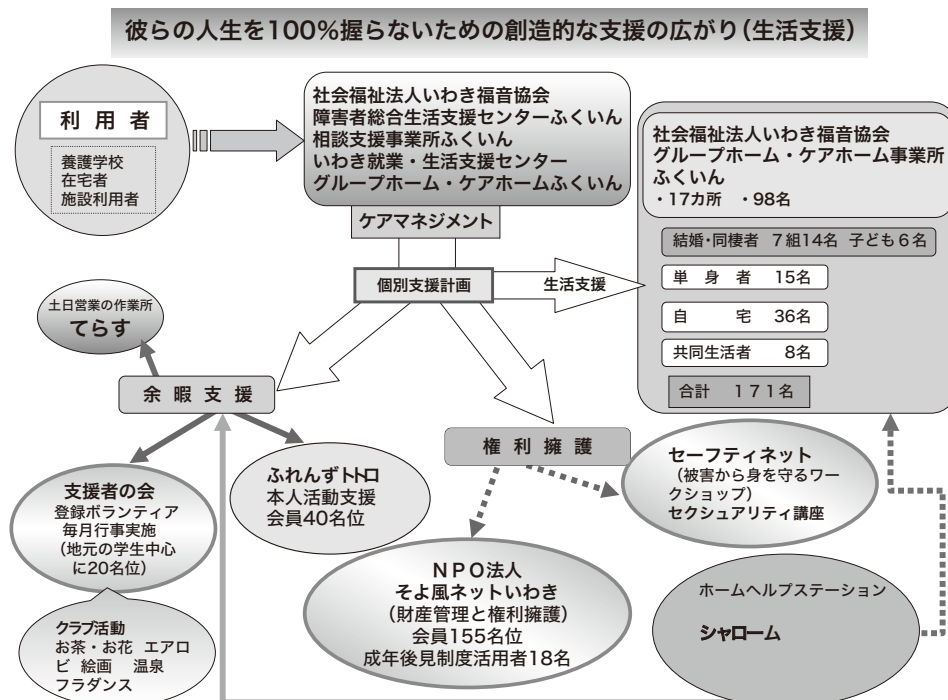 彼らの人生を100％握らないための創造的な支援の広がり（生活支援）
利用者
養護学校
在宅者
施設利用者
社会福祉法人いわき福音協会
障害者総合生活支援センターふくいん
相談支援事業所ふくいん
いわき就業・生活支援センター
グループホーム・ケアホームふくいん
ケアマネジメント
個別支援計画
生活支援
社会福祉法人いわき福音協会
グループホーム・ケアホーム事業所
ふくいん
・17カ所　・98名
結婚・同棲者　７組14名　子ども６名
単身者　15名
自宅　36名
共同生活者　8名
合計　１７１名
土日営業の作業所
てらす
余暇支援
支援者の会
登録ボランティア
毎月行事実施
（地元の学生中心
に20名位）
クラブ活動
お茶・お花　エアロ
ビ　絵画　温泉
フラダンス
ふれんずトトロ
本人活動支援
会員40名位
権利擁護
セーフティネット
（被害から身を守るワー
クショップ）
セクシュアリティ講座
ＮＰＯ法人
そよ風ネットいわき
（財産管理と権利擁護）
会員155名位
成年後見制度活用者18名
ホームヘルプステーション
シャローム